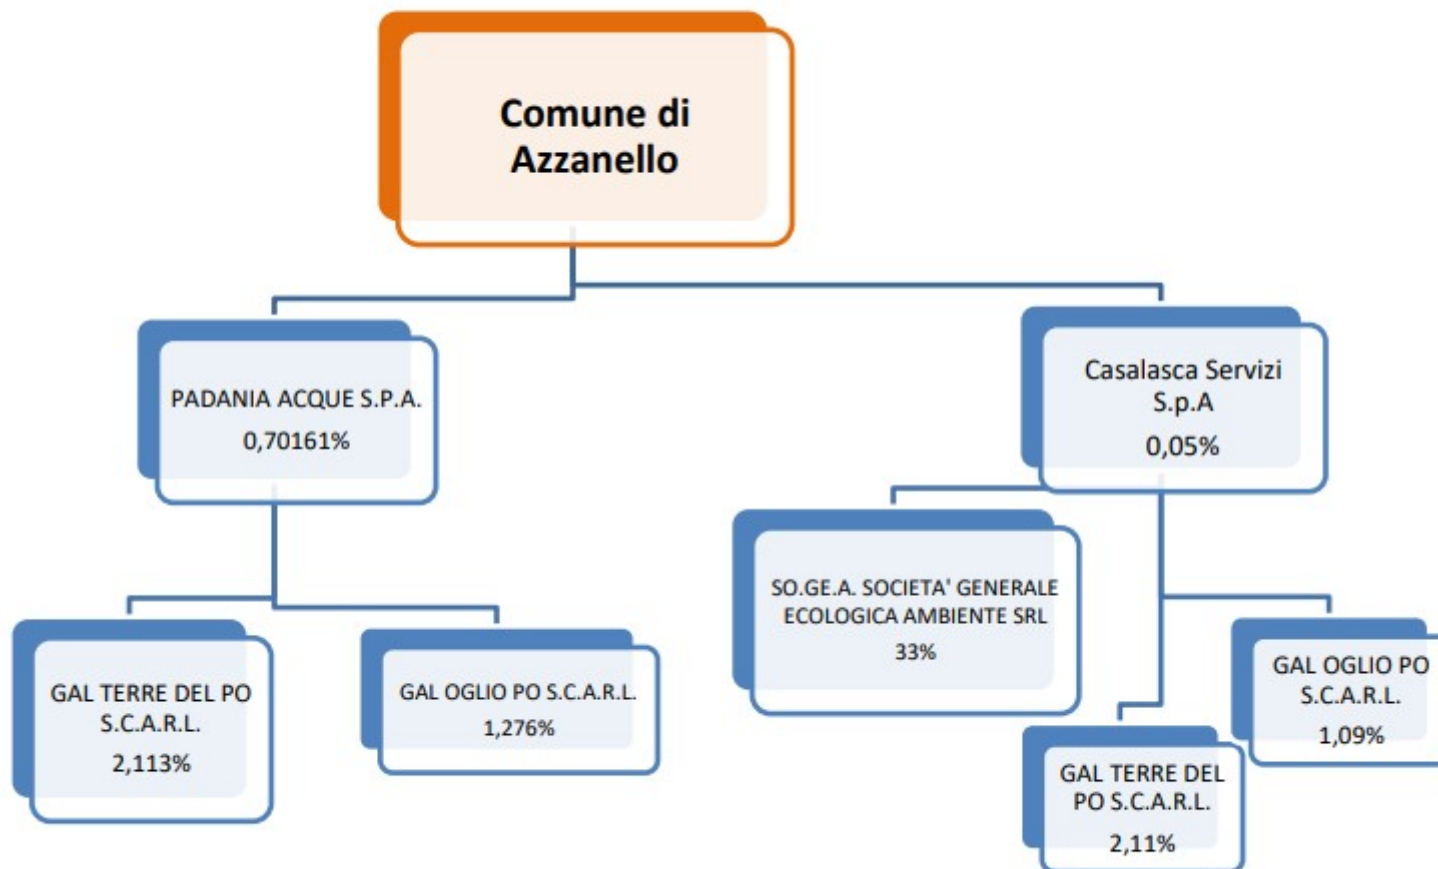 Comune di
Azzanello
PADANIA ACQUE S.P.A.
0,70161%
Casalasca Servizi
S.p.A
0,05%
GAL TERRE DEL PO
S.C.A.R.L.
2,113%
GAL OGLIO PO S.C.A.R.L.
1,276%
SO.GE.A. SOCIETA' GENERALE
ECOLOGICA AMBIENTE SRL
33%
GAL TERRE DEL
PO S.C.A.R.L.
2,11%
GAL OGLIO PO
S.C.A.R.L.
1,09%